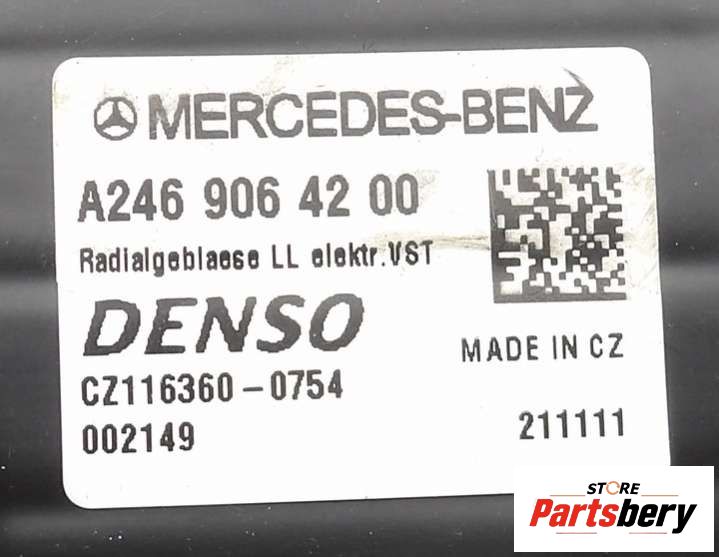 MERCEDES-BENZ
A246 906 42 00
Radialgeblaese LL elektr.VST
DENSO
MADE IN CZ
CZ116360-0754
002149
211111
STORE
Partsbery